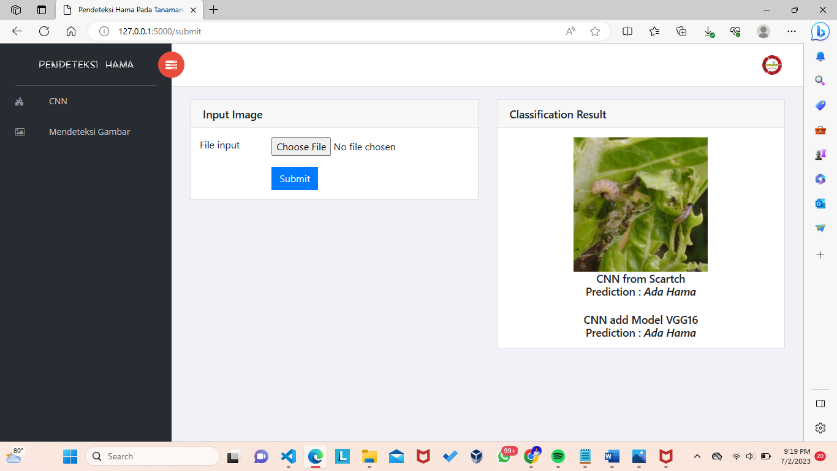 Pendeteksi Hama Pada Tanaman
127.0.0.1:5000/submit
PENDETEKSI HAMA
CNN
Mendeteksi Gambar
Input Image
File input
Choose File No file chosen
Submit
Classification Result
CNN from Scartch
Prediction : Ada Hama
CNN add Model VGG16
Prediction : Ada Hama
80°
Search
99+
9:19 PM
7/2/2023
20